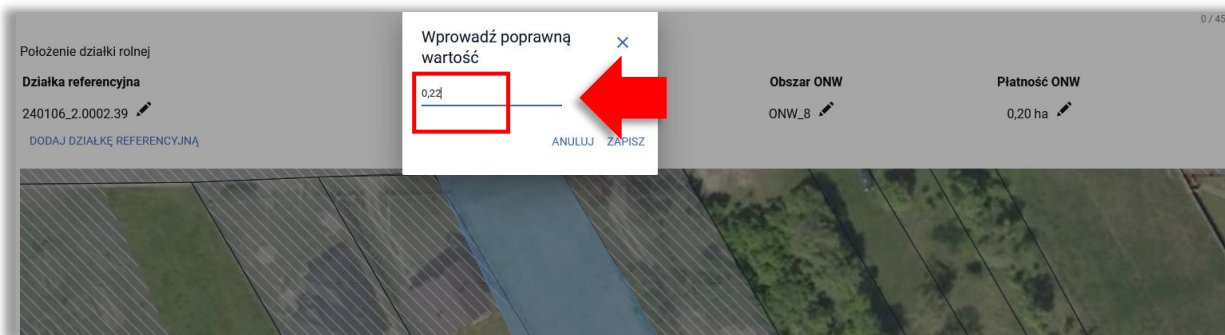 0 / 45
Położenie działki rolnej
Działka referencyjna
Obszar ONW
Płatność ONW
240106_2.0002.39
ONW_8
0,20 ha
DODAJ DZIAŁKĘ REFERENCYJNĄ
Wprowadź poprawną
wartość
0,22
ANULUJ ZAPISZ